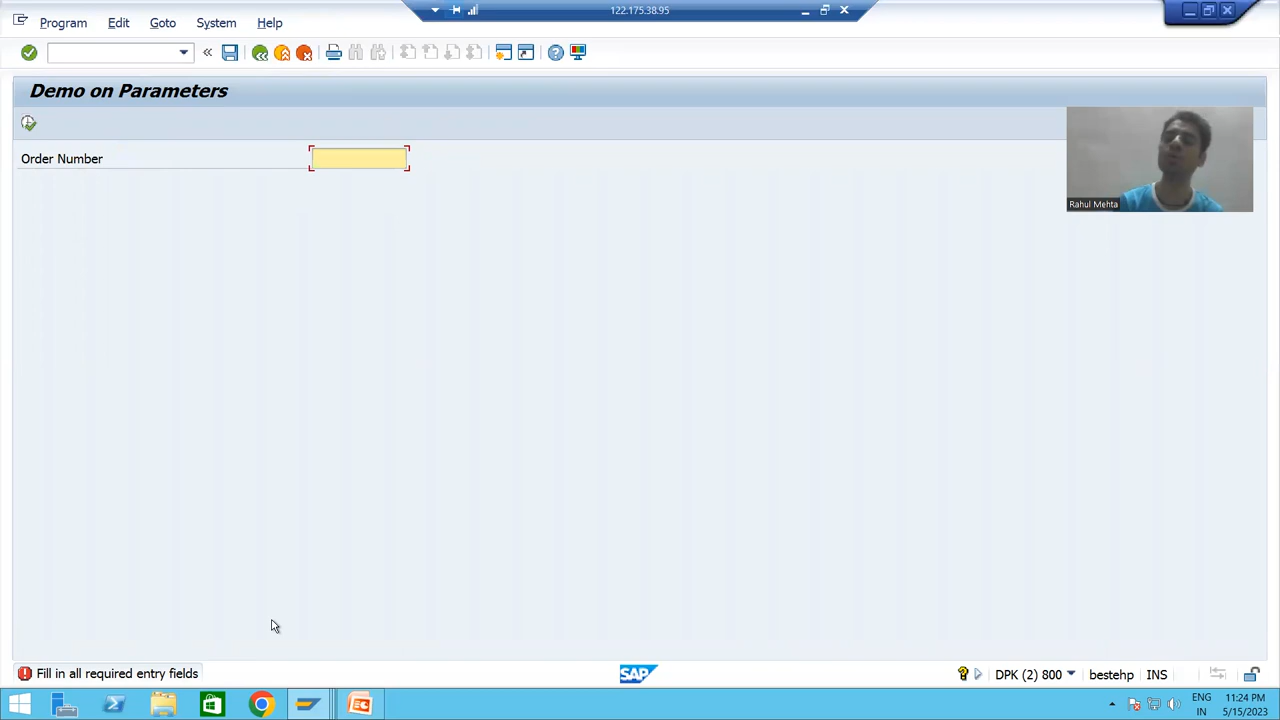 122.175.38.95
Program Edit Goto System Help
Demo on Parameters
Order Number
Rahul Mehta
Fill in all required entry fields
SAP
DPK (2) 800
bestehp
INS
ENG
IN
11:24 PM
5/15/2023